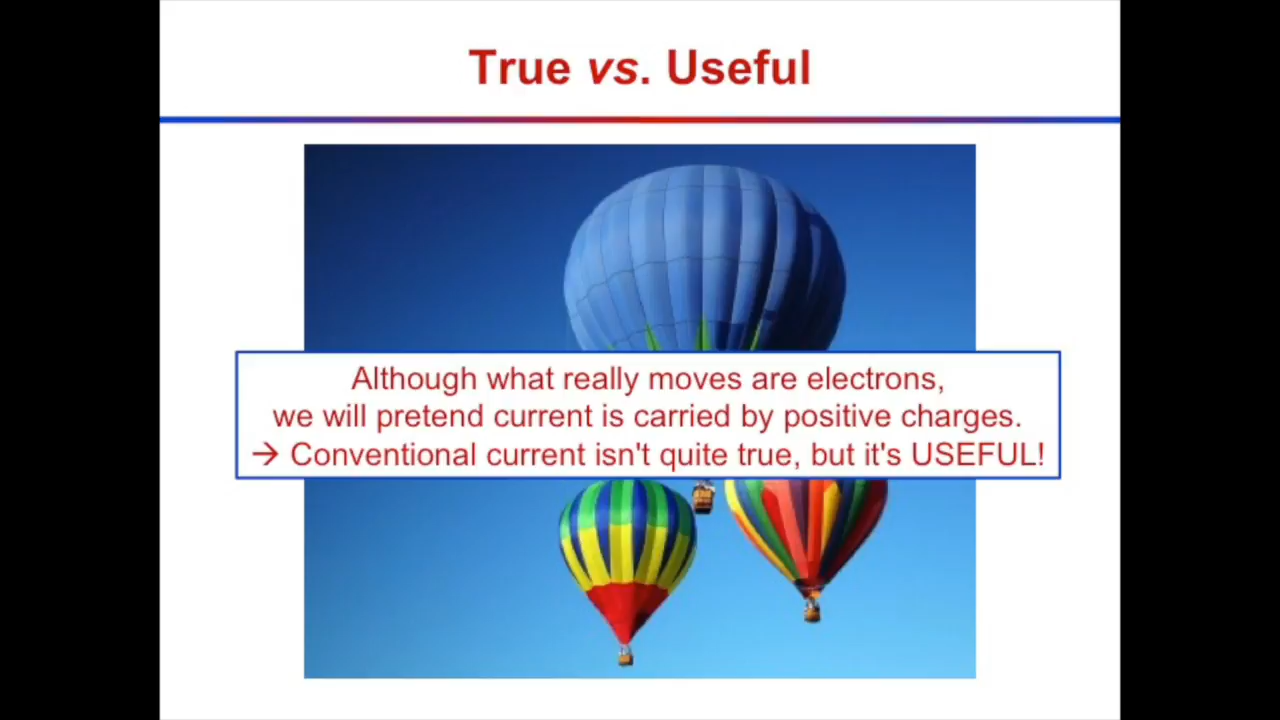 True vs. Useful
Although what really moves are electrons,
we will pretend current is carried by positive charges.
→ Conventional current isn't quite true, but it's USEFUL!